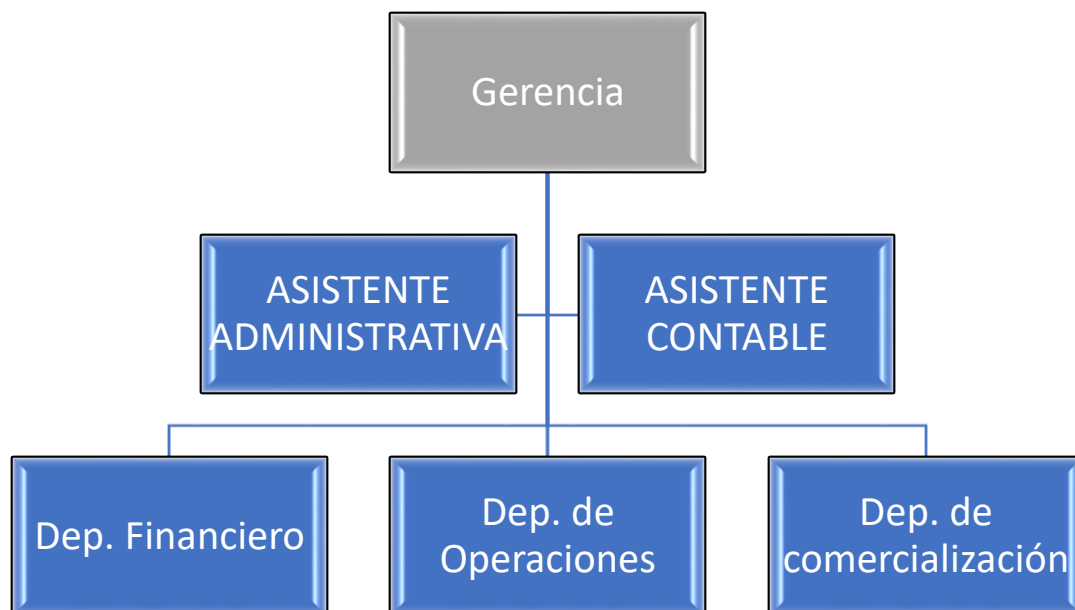 Gerencia
ASISTENTE
ADMINISTRATIVA
ASISTENTE
CONTABLE
Dep. Financiero
Dep. de
Operaciones
Dep. de
comercialización